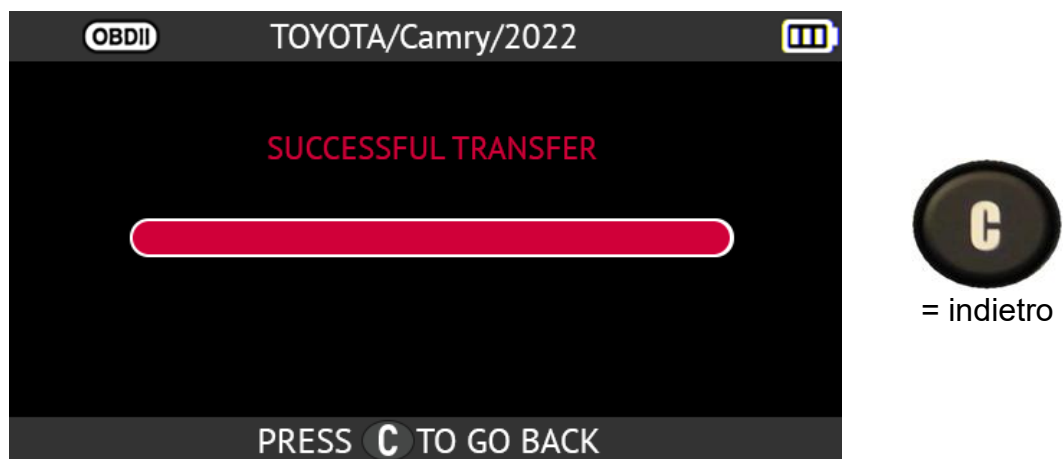 OBDII TOYOTA/Camry/2022
SUCCESSFUL TRANSFER
C
= indietro
PRESS C TO GO BACK